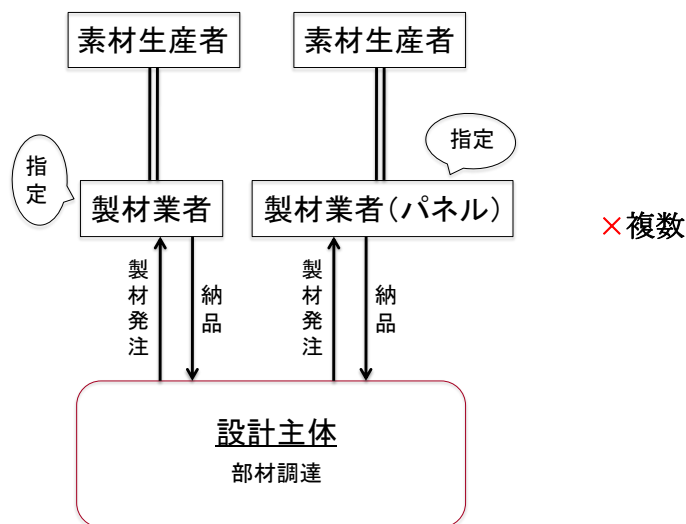 素材生産者
素材生産者
指定
指定
製材業者
製材業者(パネル)
×複数
製材発注
納品
製材発注
納品
設計主体
部材調達